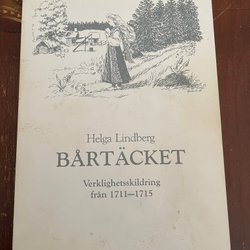 Helga Lindberg
BÅRTÄCKET
Verklighetsskildring
från 1711—1715